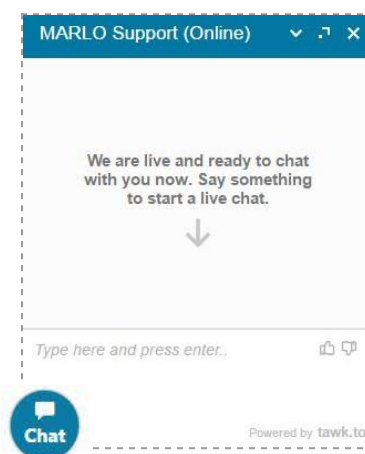 MARLO Support (Online)
We are live and ready to chat
with you now. Say something
to start a live chat.
Type here and press enter..
Chat
Powered by tawk.to